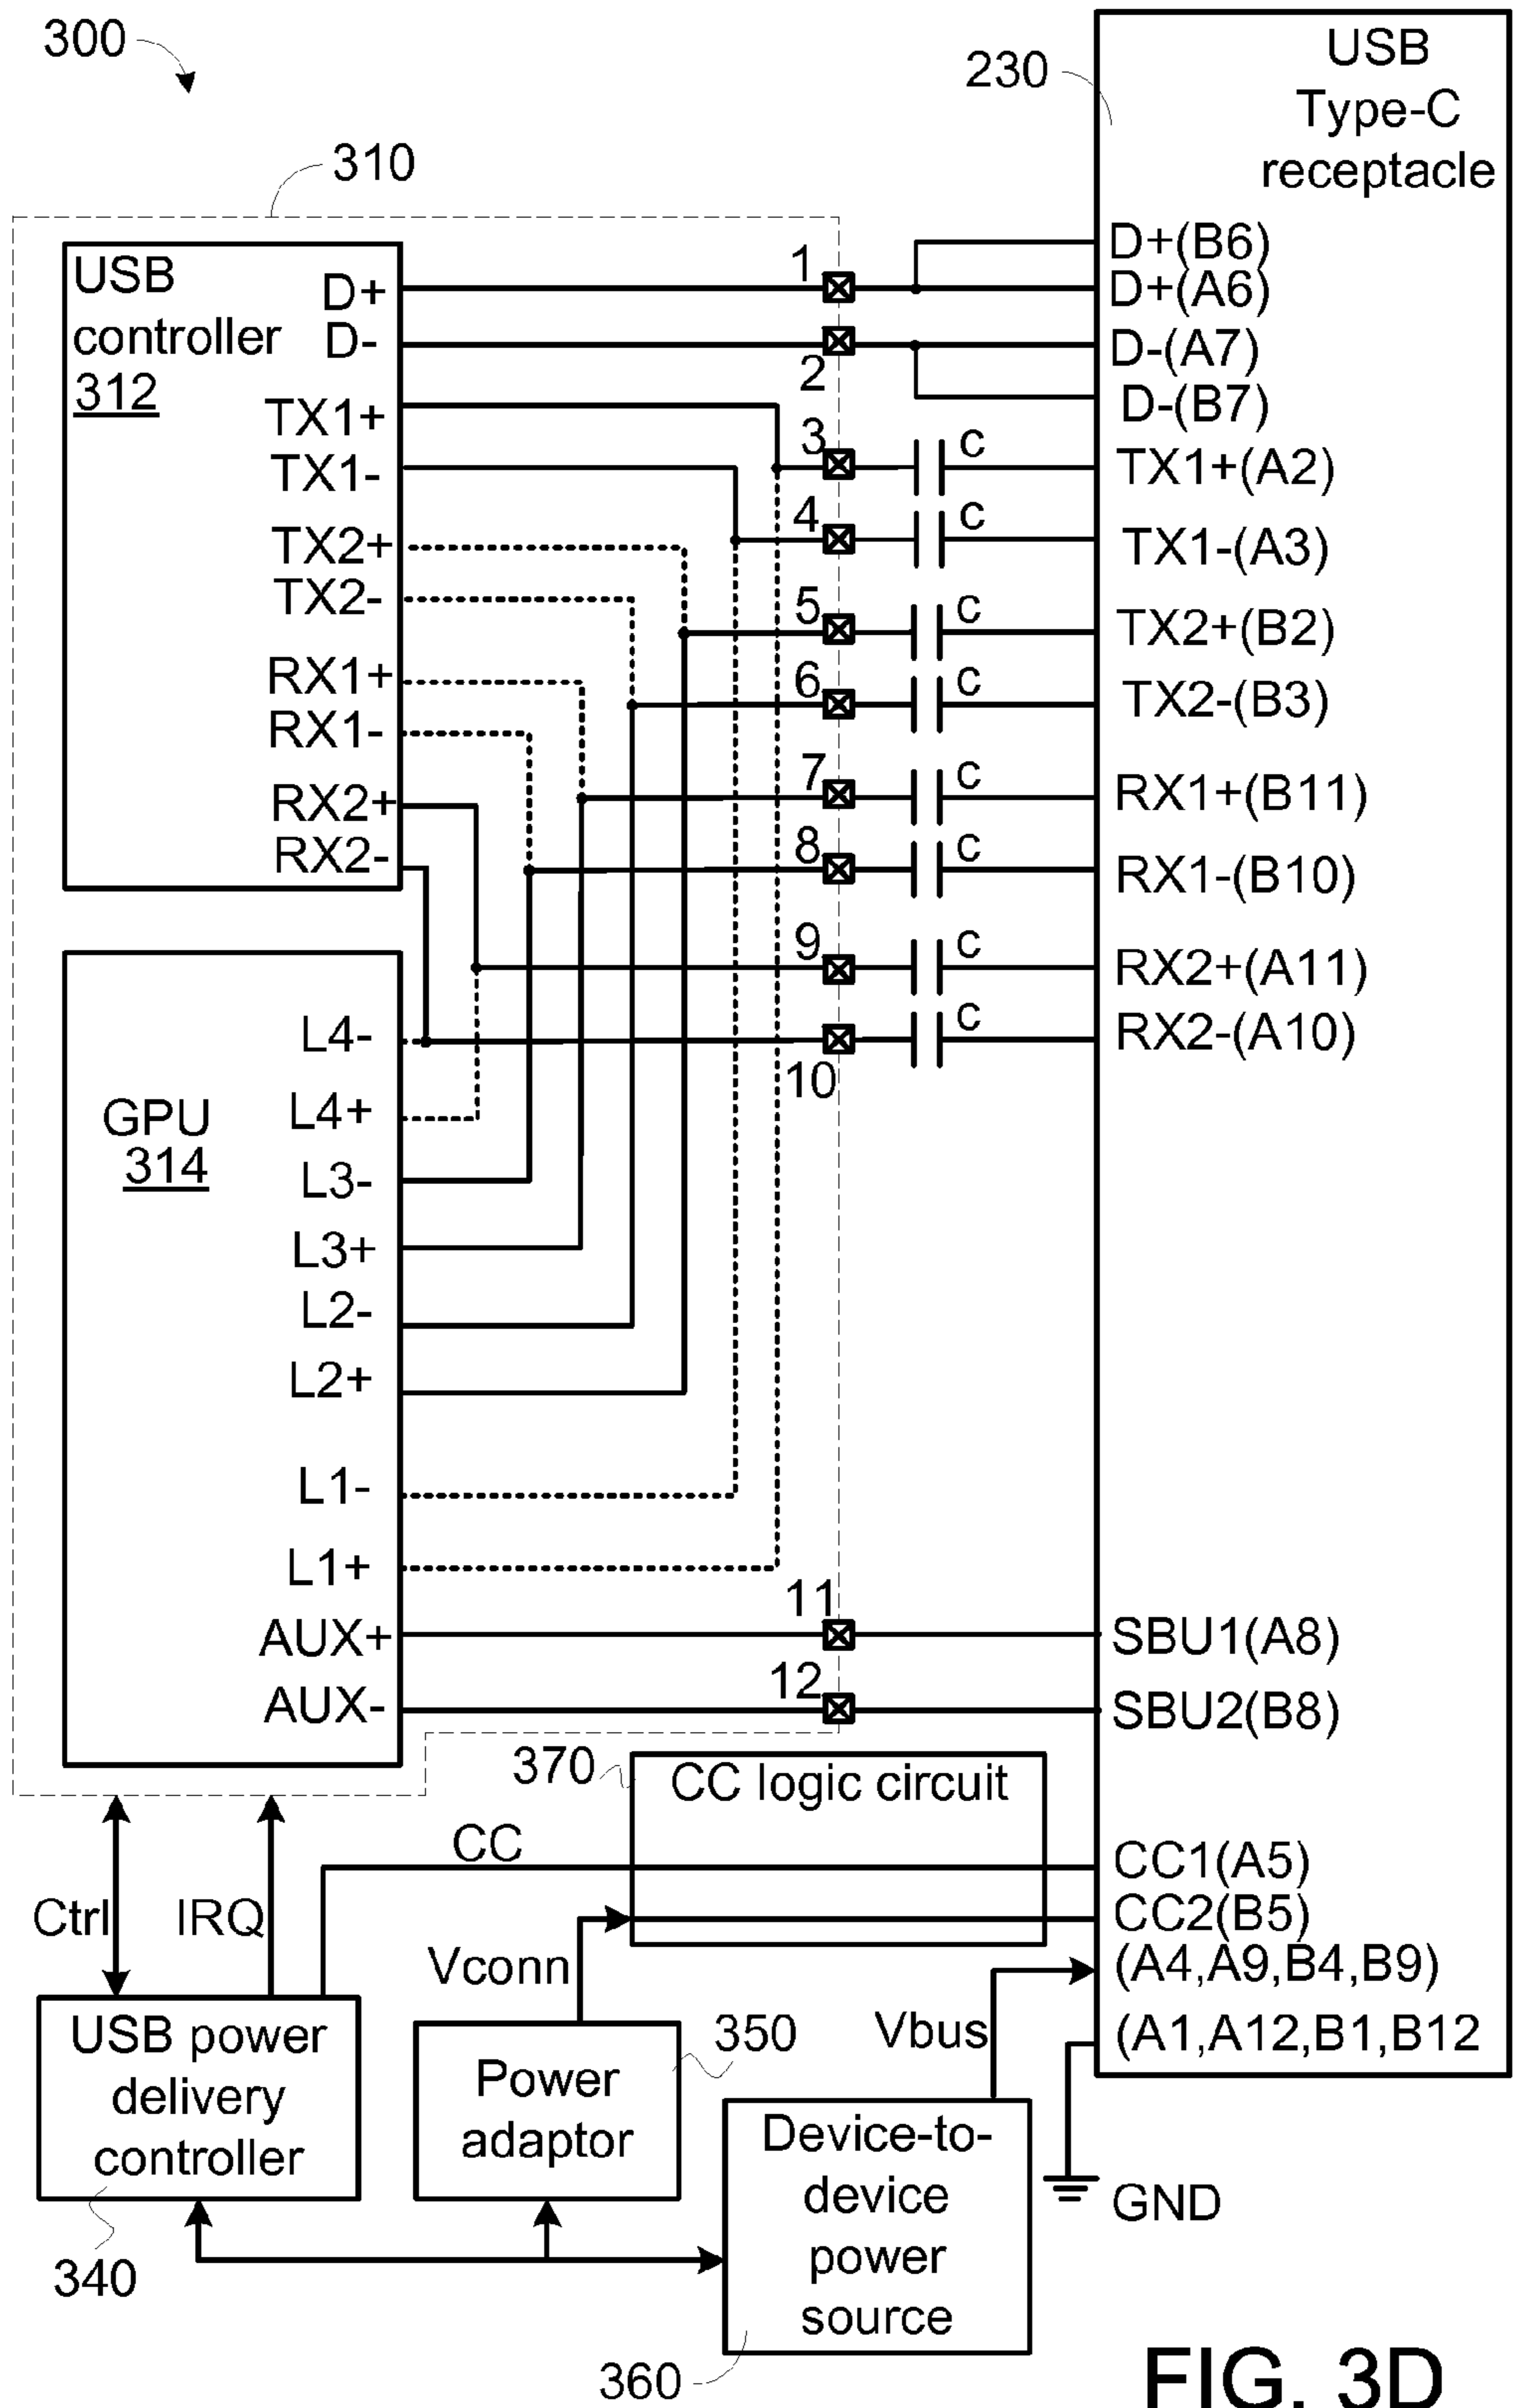 300
310
230
USB
Type-C
receptacle
USB
controller
312
D+
D-
TX1+
TX1-
TX2+
TX2-
RX1+
RX1-
RX2+
RX2-
1
2
3
4
5
6
7
8
9
10
c
c
c
c
c
c
c
c
D+(B6)
D+(A6)
D-(A7)
D-(B7)
TX1+(A2)
TX1-(A3)
TX2+(B2)
TX2-(B3)
RX1+(B11)
RX1-(B10)
RX2+(A11)
RX2-(A10)
GPU
314
L4-
L4+
L3-
L3+
L2-
L2+
L1-
L1+
AUX+
AUX-
11
12
SBU1(A8)
SBU2(B8)
370
CC logic circuit
CC
CC1(A5)
CC2(B5)
(A4,A9,B4,B9)
(A1,A12,B1,B12
Ctrl
IRQ
Vconn
Vbus
USB power
delivery
controller
340
Power
adaptor
350
Device-to-
device
power
source
360
GND
FIG. 3D